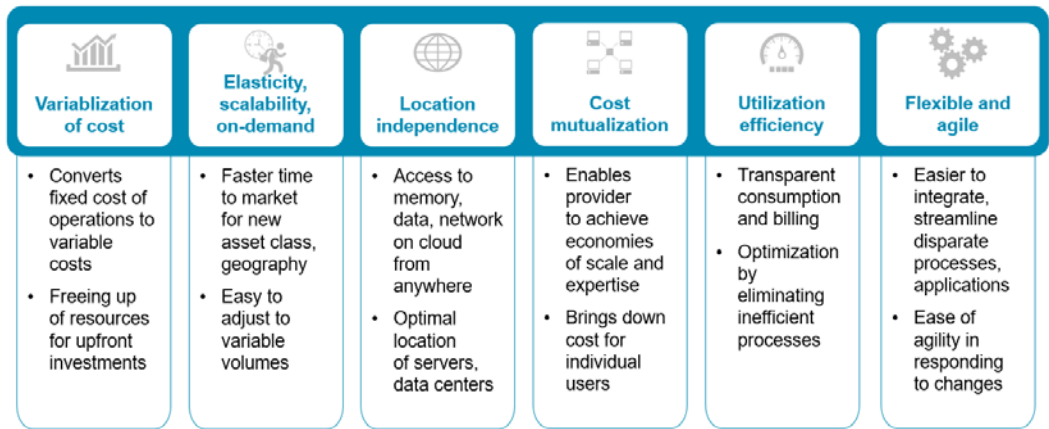 Variablization
of cost
• Converts
fixed cost of
operations to
variable
costs
• Freeing up
of resources
for upfront
investments
Elasticity,
scalability,
on-demand
• Faster time
to market
for new
asset class,
geography
• Easy to
adjust to
variable
volumes
Location
independence
• Access to
memory,
data, network
on cloud
from
anywhere
• Optimal
location
of servers,
data centers
Cost
mutualization
• Enables
provider
to achieve
economies
of scale and
expertise
• Brings down
cost for
individual
users
Utilization
efficiency
• Transparent
consumption
and billing
• Optimization
by
eliminating
inefficient
processes
Flexible and
agile
• Easier to
integrate,
streamline
disparate
processes,
applications
• Ease of
agility in
responding
to changes